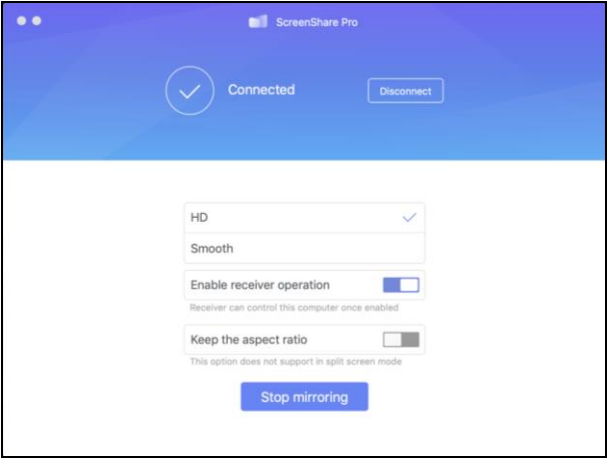 ScreenShare Pro
Connected
Disconnect
HD
Smooth
Enable receiver operation
Receiver can control this computer once enabled
Keep the aspect ratio
This option does not support in split screen mode
Stop mirroring